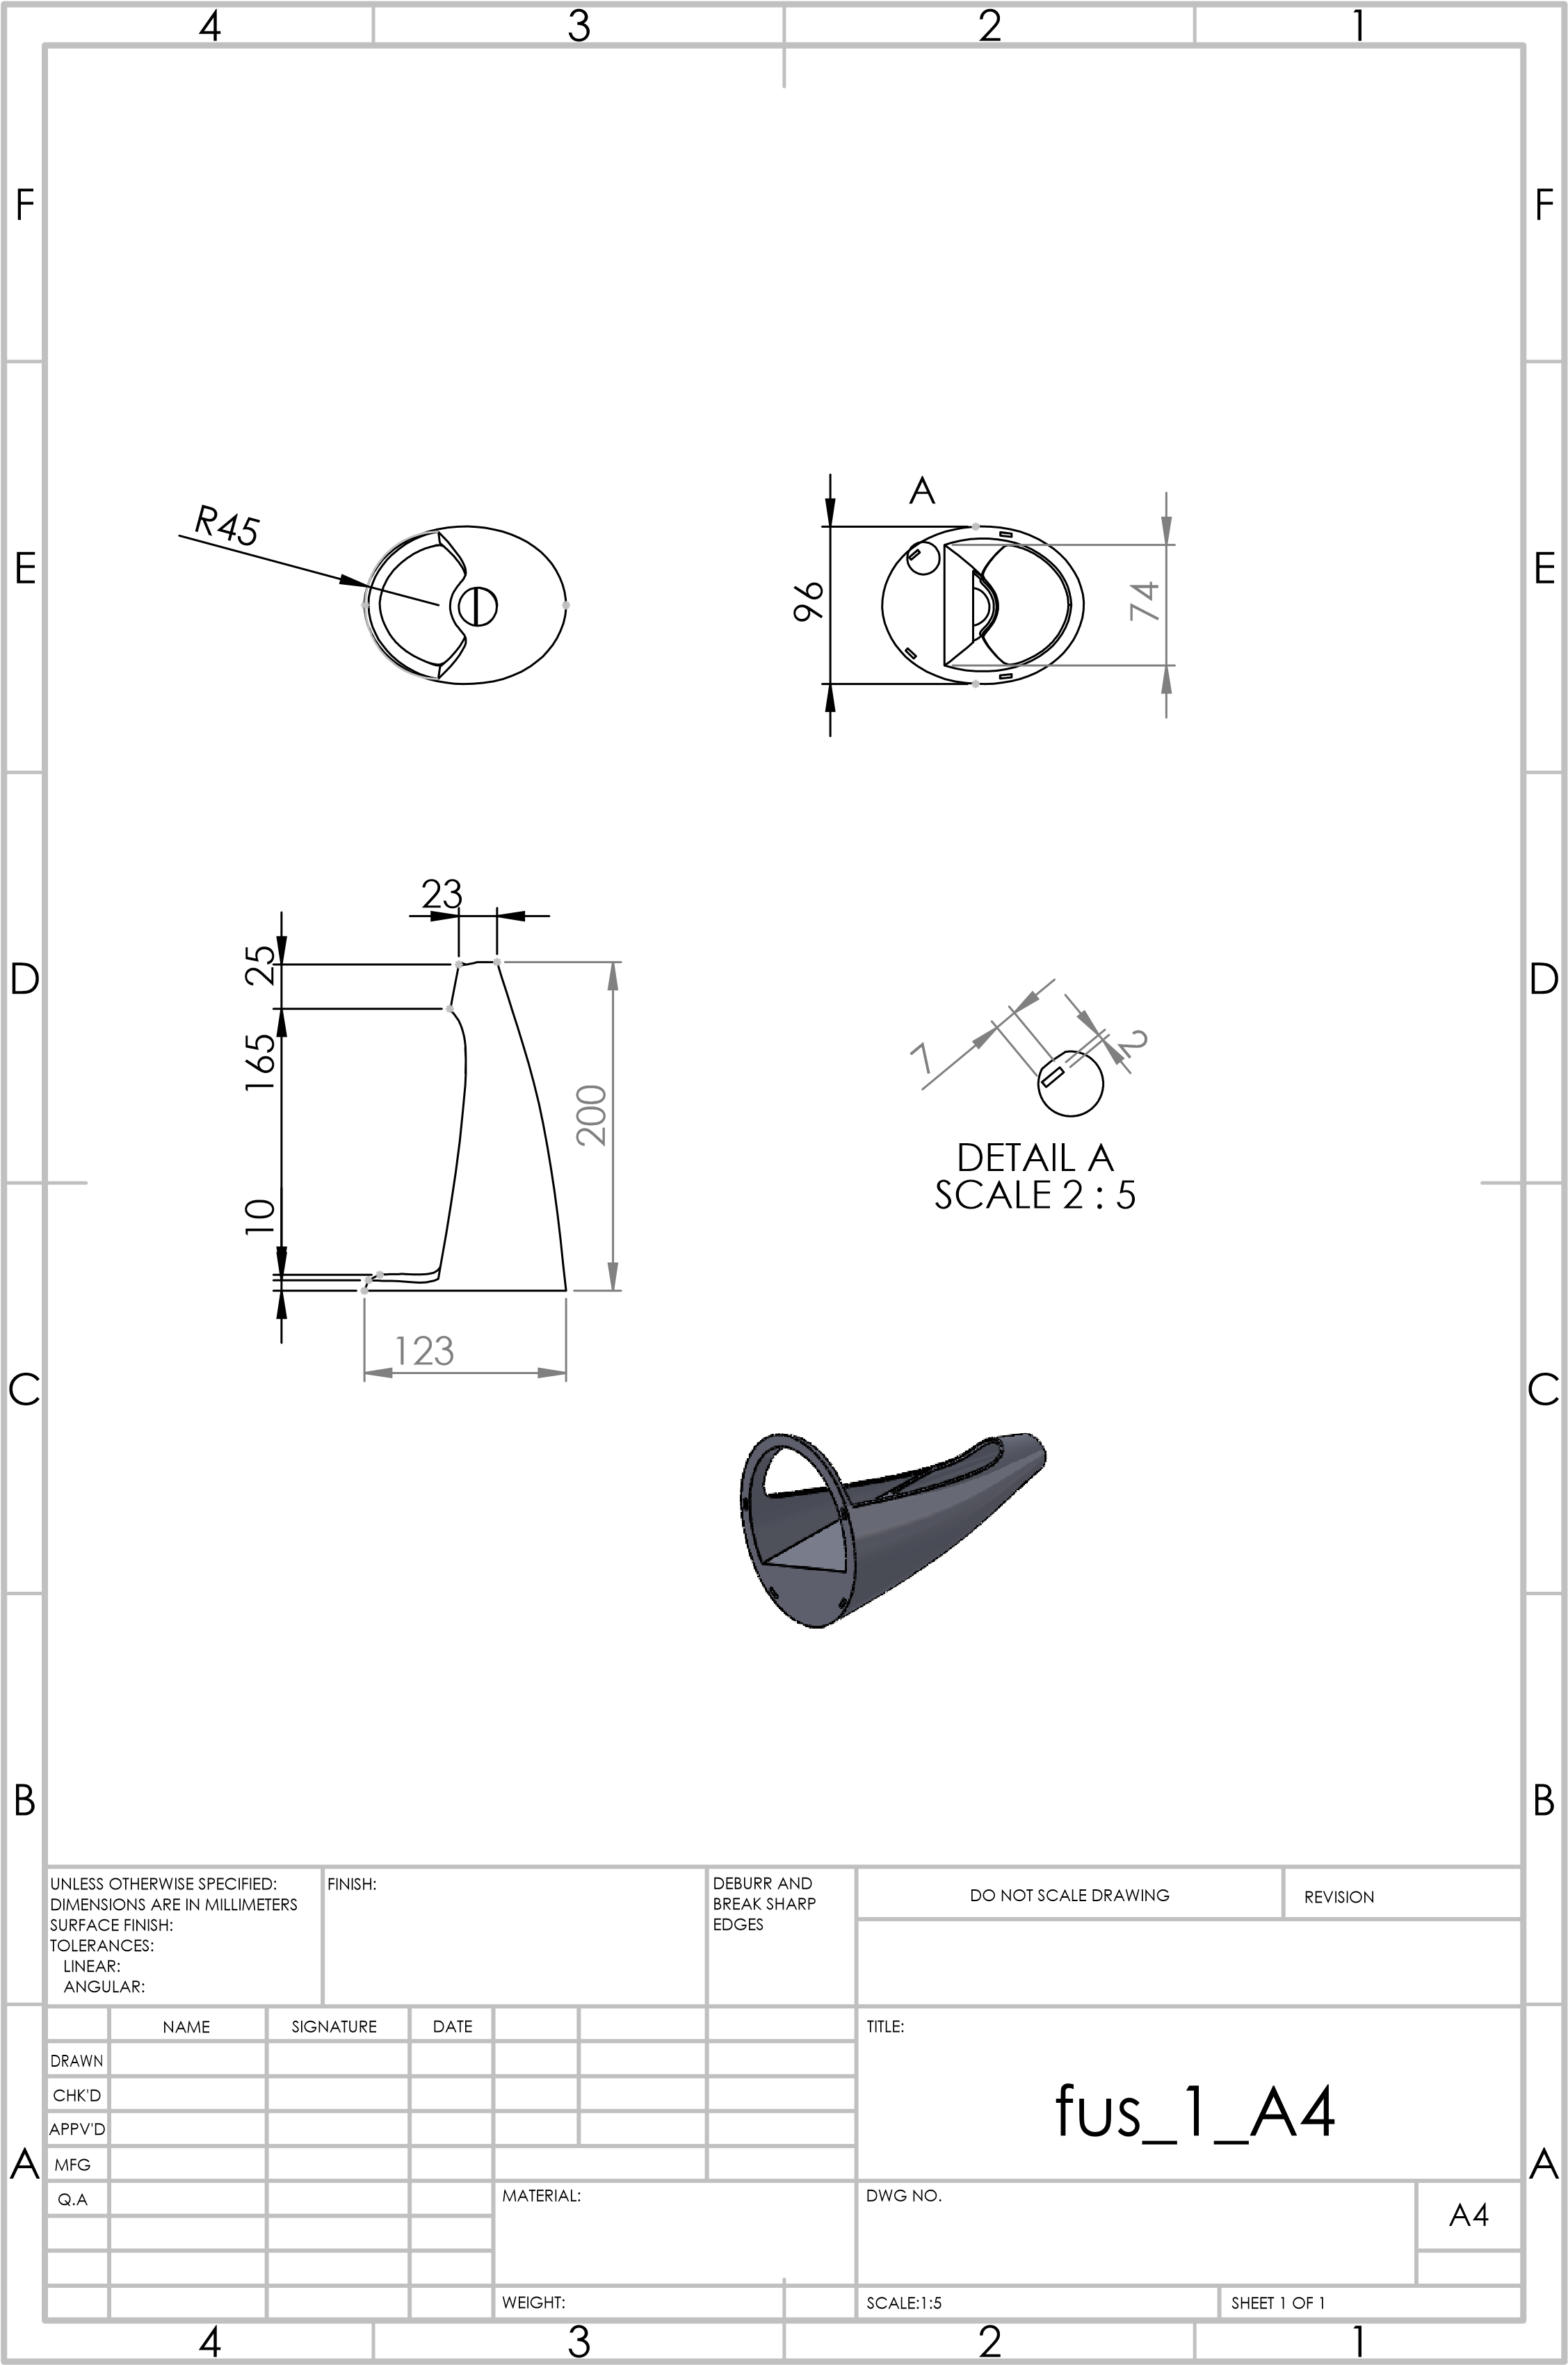 4 3 2 1
F F
E E
D D
C C
B B
A A
R45
A
96
74
23
25
165
10
200
123
7
2
DETAIL A
SCALE 2 : 5
UNLESS OTHERWISE SPECIFIED:
DIMENSIONS ARE IN MILLIMETERS
SURFACE FINISH:
TOLERANCES:
LINEAR:
ANGULAR:
FINISH:
DEBURR AND
BREAK SHARP
EDGES
DO NOT SCALE DRAWING
REVISION
NAME SIGNATURE DATE
DRAWN
CHK'D
APPV'D
MFG
Q.A
TITLE:
fus_1_A4
MATERIAL:
DWG NO.
A4
WEIGHT:
SCALE:1:5
SHEET 1 OF 1
4 3 2 1